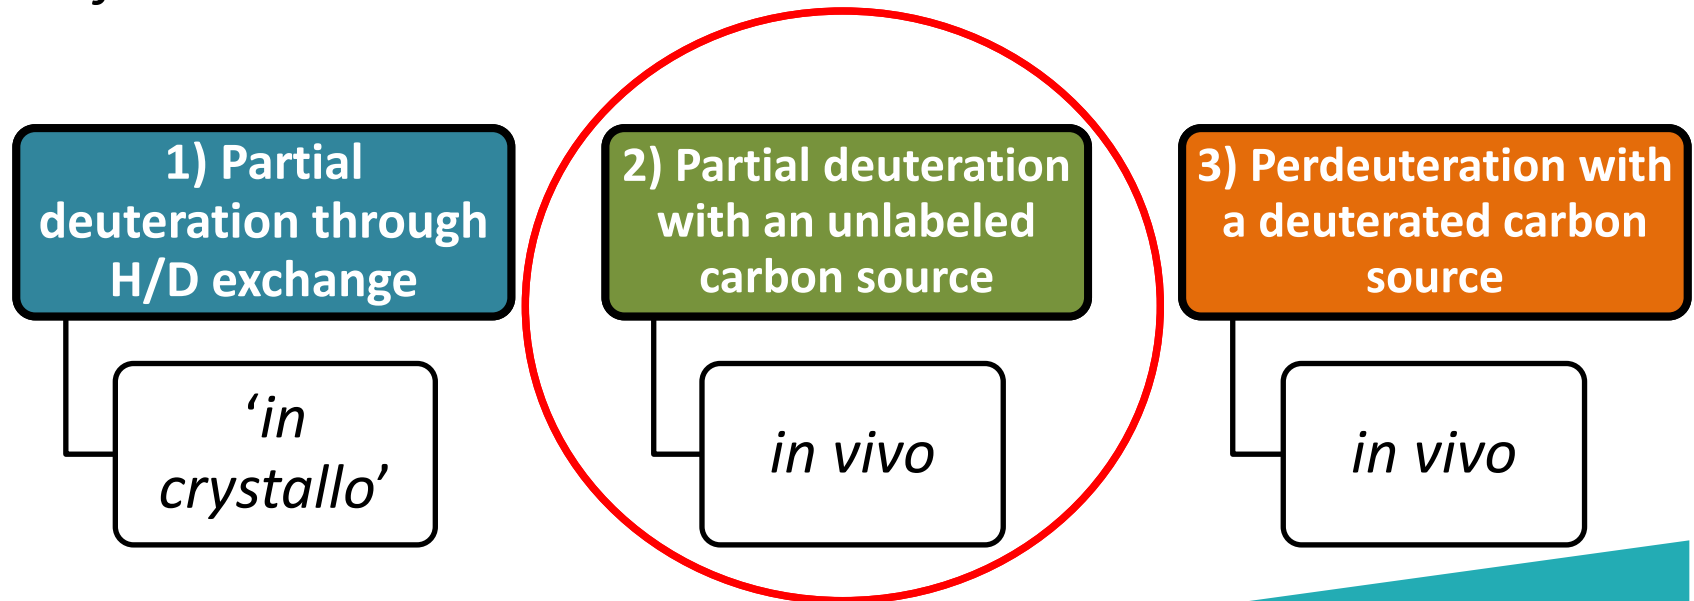 1) Partial
deuteration through
H/D exchange
‘in
crystallo’
2) Partial deuteration
with an unlabeled
carbon source
in vivo
3) Perdeuteration with
a deuterated carbon
source
in vivo